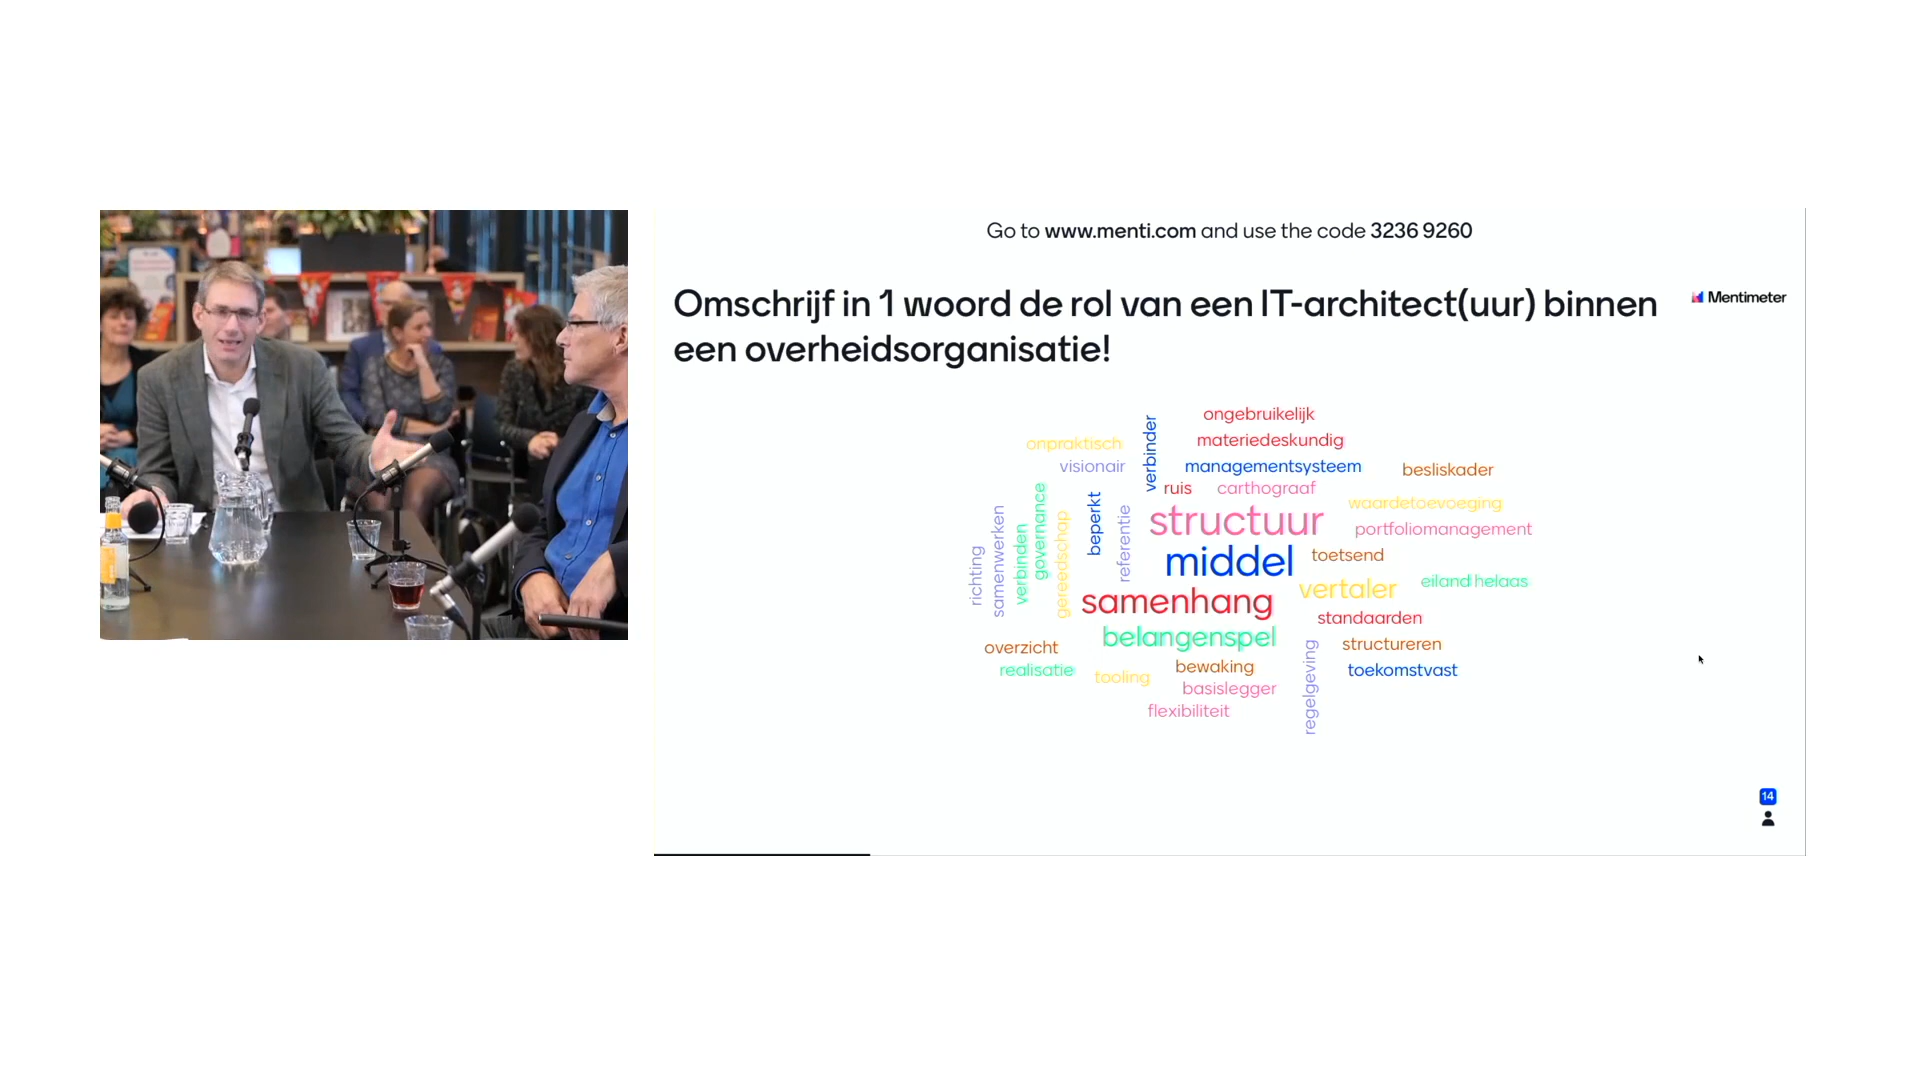 Go to www.menti.com and use the code 3236 9260
Omschrijf in 1 woord de rol van een IT-architect(uur) binnen
een overheidsorganisatie!
Mentimeter
ongebruikelijk
onpraktisch
verbinder
materiedeskundig
visionair
managementsysteem
besliskader
ruis
carthograaf
waardetoevoeging
governance
beperkt
referentie
structuur
portfoliomanagement
richting
samenwerken
verbinden
gereedschap
middel
toetsend
vertaler
eiland helaas
samenhang
standaarden
belangenspel
overzicht
structureren
realisatie
tooling
bewaking
regelgeving
toekomstvast
basislegger
flexibiliteit
14